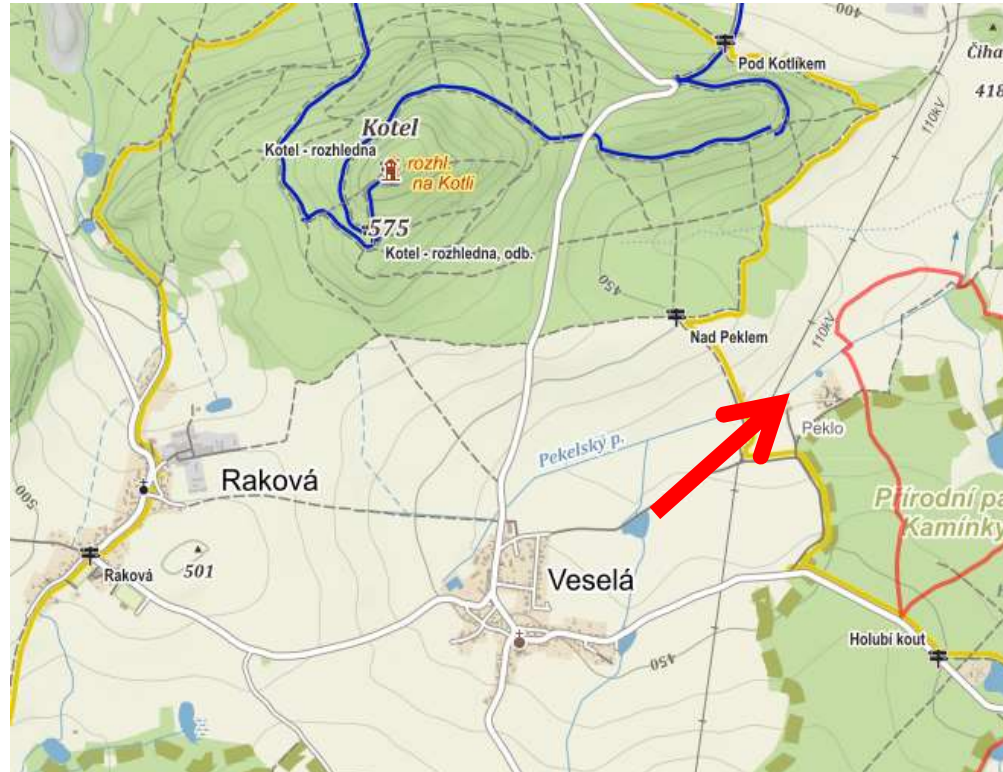 400
Pod Kotlíkem
Čiha
418
110kV
Kotel
Kotel - rozhledna
rozhl.
na Kotli
575
Kotel - rozhledna, odb.
450
110kV
Nad Peklem
Peklo
Pekelský p.
Raková
500
Přírodní pa
Kamínky
Raková
501
Veselá
Holubí kout
450